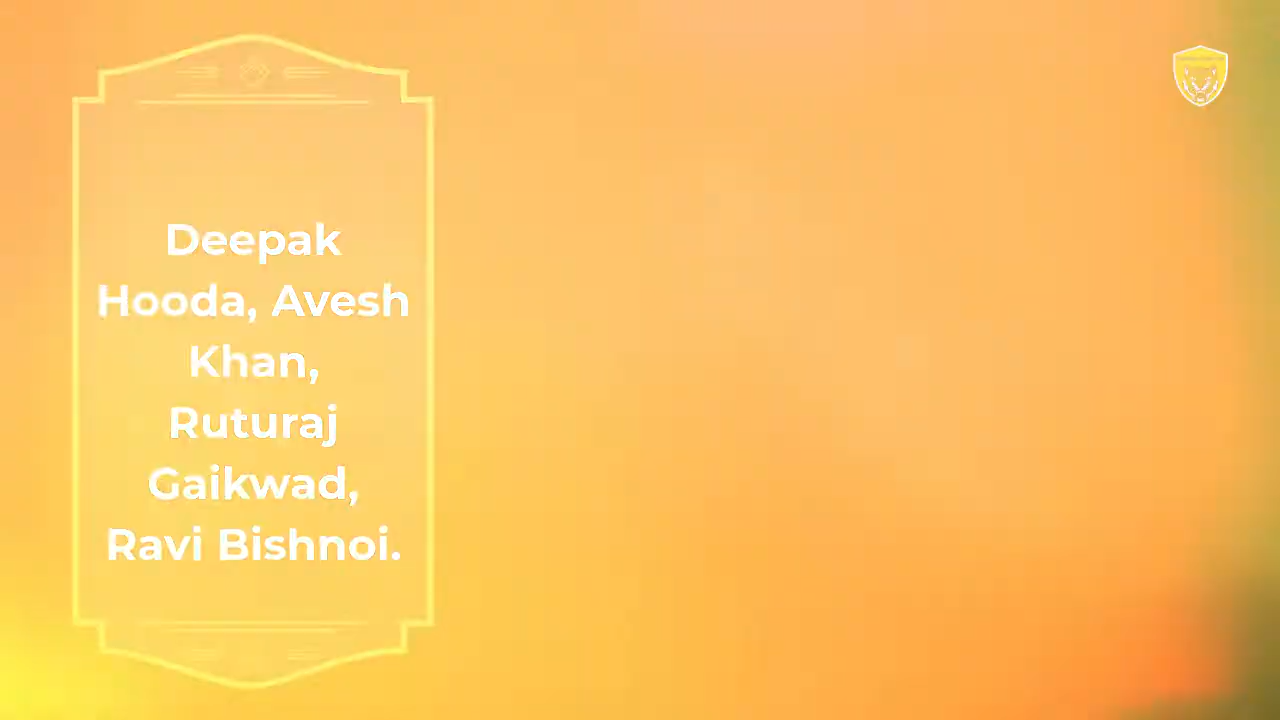 Deepak
Hooda, Avesh
Khan,
Ruturaj
Gaikwad,
Ravi Bishnoi.